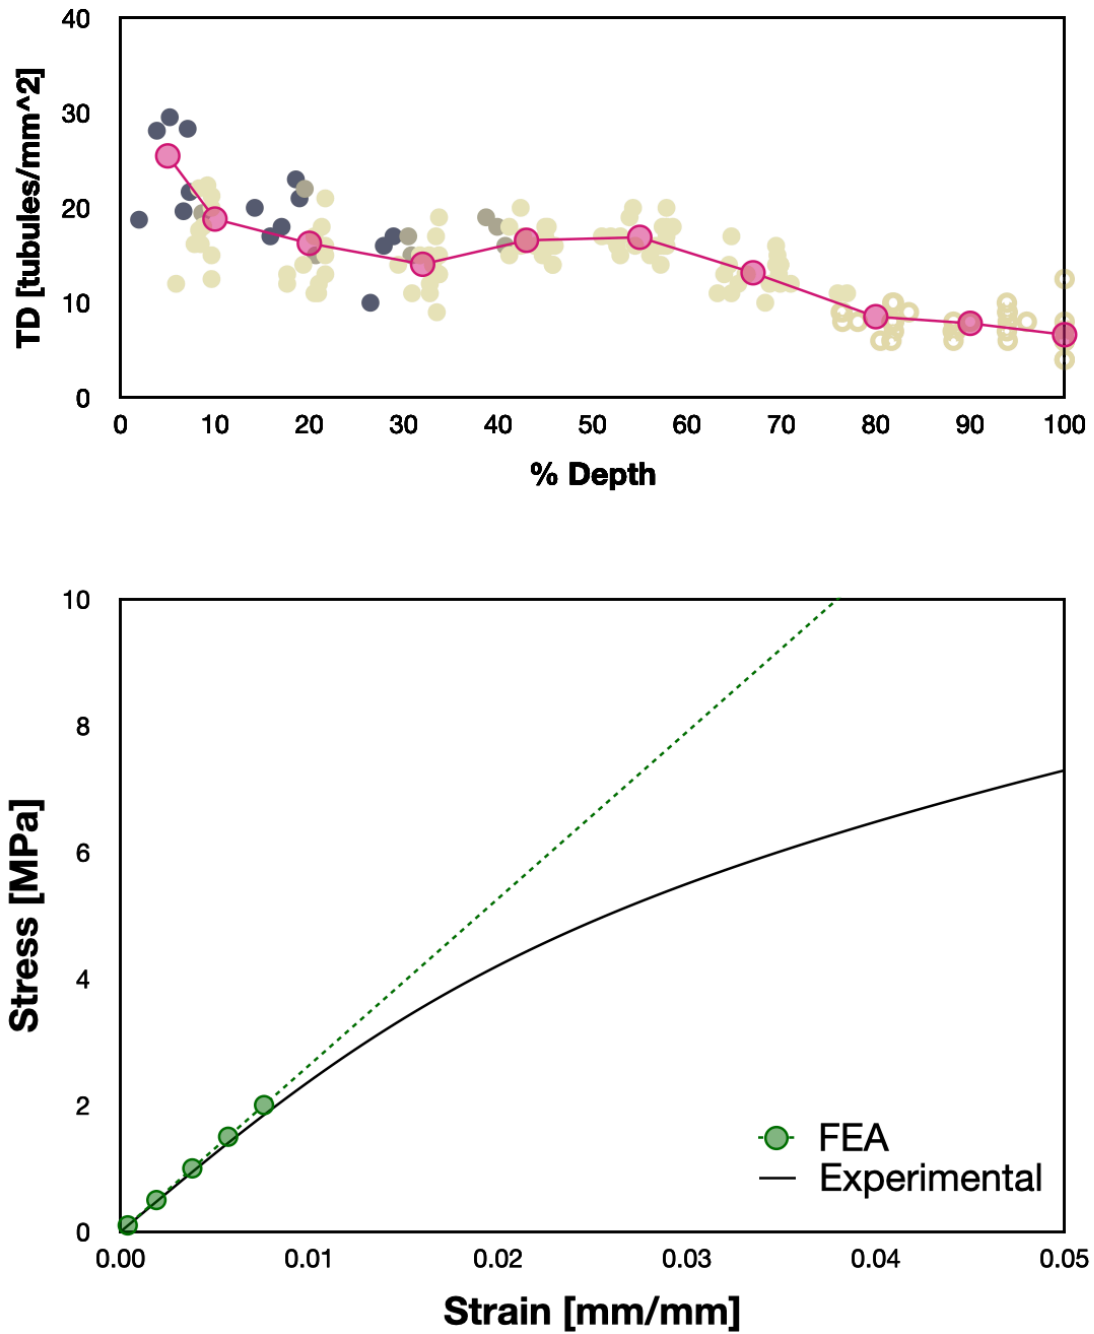 40
30
20
10
0
TD [tubules/mm^2]
0 10 20 30 40 50 60 70 80 90 100
% Depth
10
8
6
4
2
0
Stress [MPa]
FEA
Experimental
0.00 0.01 0.02 0.03 0.04 0.05
Strain [mm/mm]